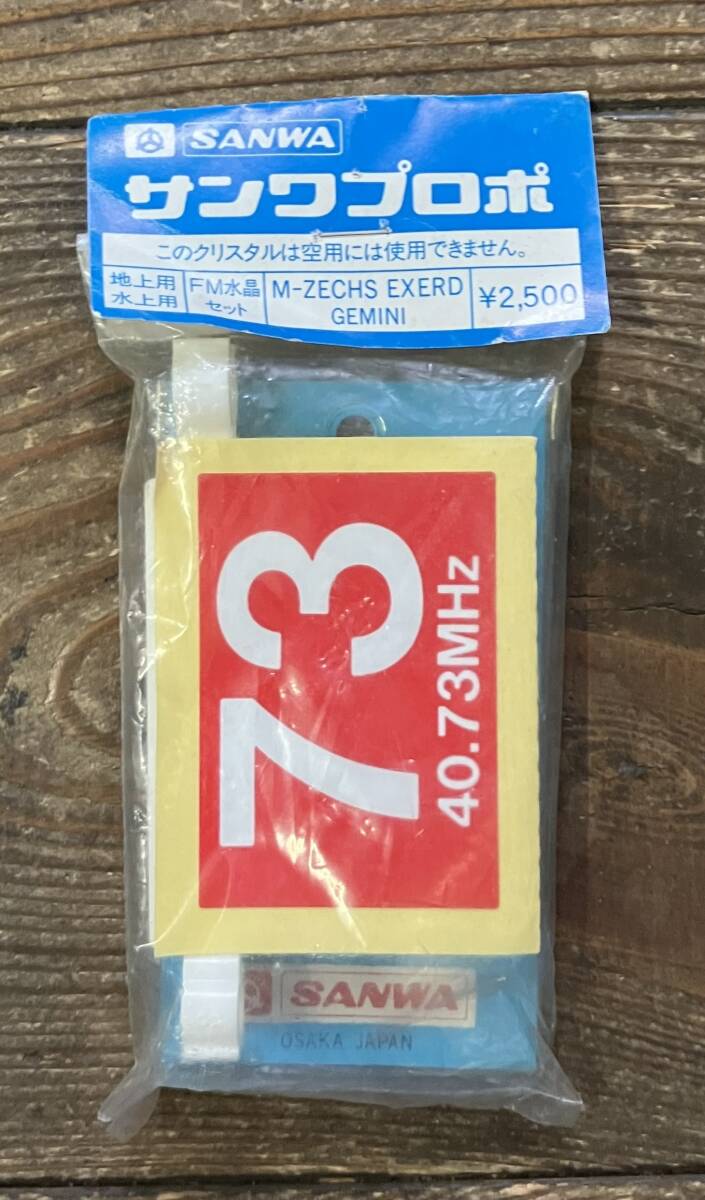 SANWA
サンワプロポ
このクリスタルは空用には使用できません。
地上用
水上用
FM水晶
セット
M-ZECHS EXERD
GEMINI
¥2,500
73
40.73MHz
SANWA
OSAKA JAPAN